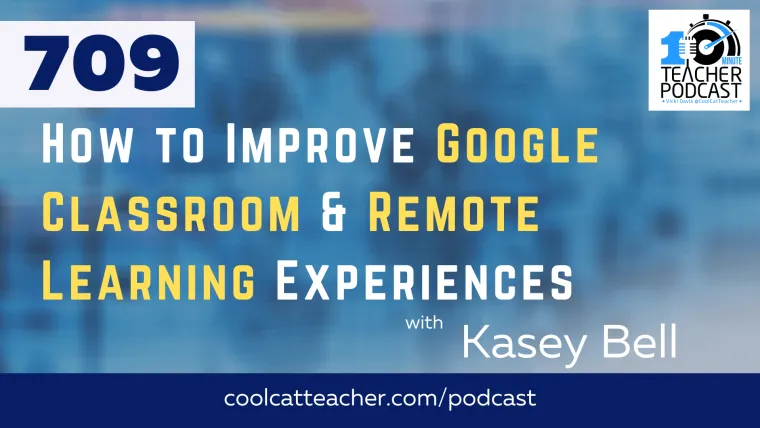 709
10
MINUTE
TEACHER
PODCAST
• Vicki Davis @CoolCatTeacher •
How to Improve Google
Classroom & Remote
Learning Experiences
with
Kasey Bell
coolcatteacher.com/podcast